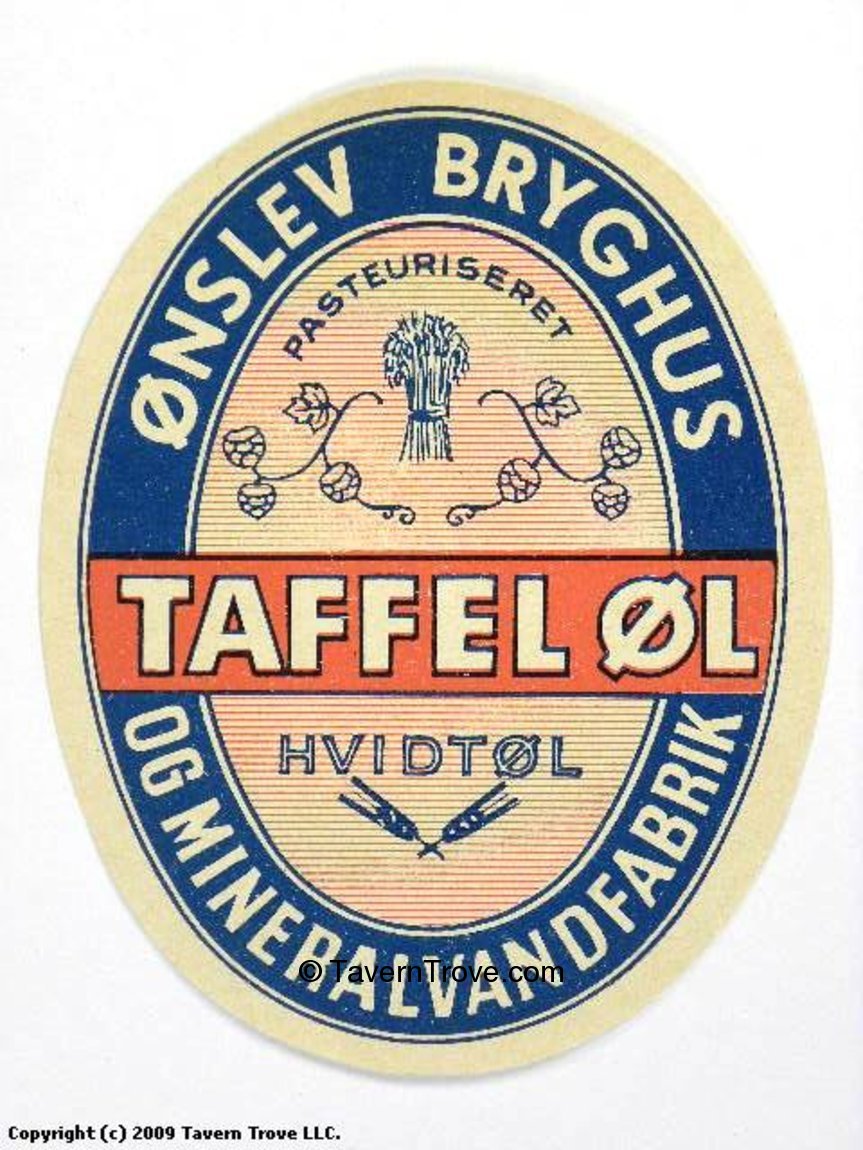 ØNSLEV BRYGHUS
PASTEURISERET
TAFFEL ØL
HVIDTØL
OG MINERALVANDFABRIK
© TavernTrove.com
Copyright (c) 2009 Tavern Trove LLC.